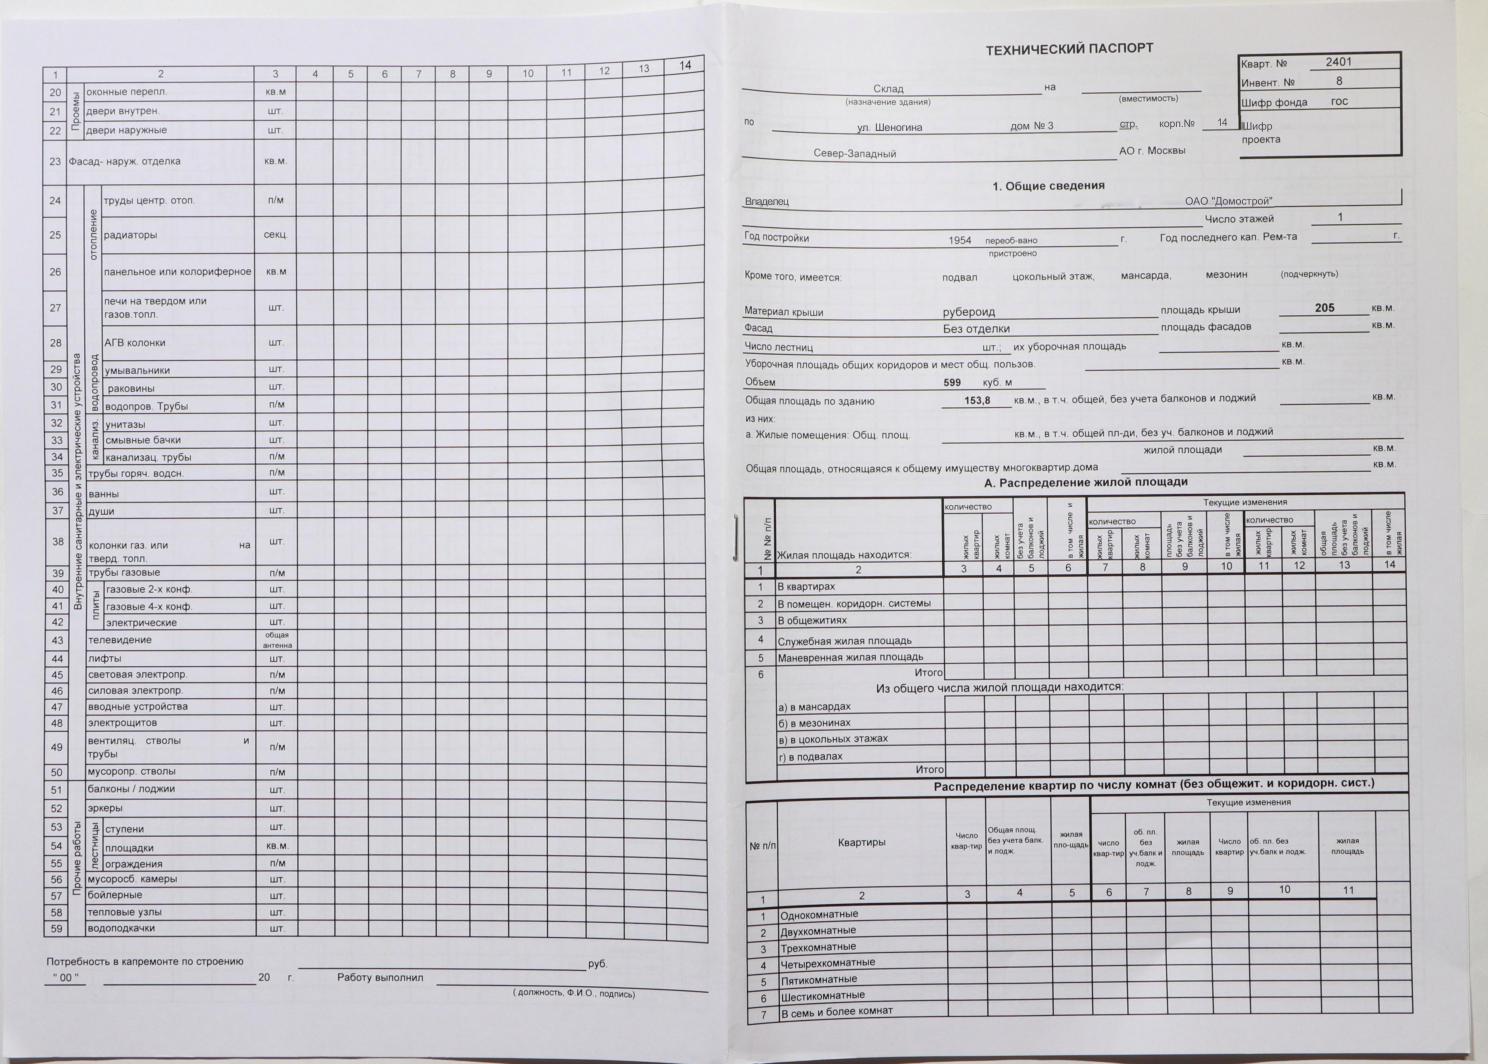 1 2 3 4 5 6 7 8 9 10 11 12 13 14
Проемы
20 оконные перепл. кв.м
21 двери внутрен. шт.
22 двери наружные шт.
23 Фасад- наруж. отделка кв.м.
Внутренние санитарные и электрические устройства
отопление
24 труды центр. отоп. п/м
25 радиаторы секц.
26 панельное или колориферное кв.м
27 печи на твердом или газов.топл. шт.
28 АГВ колонки шт.
водопровод
29 умывальники шт.
30 раковины шт.
31 водопров. Трубы п/м
канализ.
32 унитазы шт.
33 смывные бачки шт.
34 канализац. трубы п/м
35 трубы горяч. водсн. п/м
36 ванны шт.
37 души шт.
38 колонки газ. или на тверд. топл. шт.
39 трубы газовые п/м
плиты
40 газовые 2-х конф. шт.
41 газовые 4-х конф. шт.
42 электрические шт.
43 телевидение общая антенна
44 лифты шт.
45 световая электропр. п/м
46 силовая электропр. п/м
47 вводные устройства шт.
48 электрощитов шт.
49 вентиляц. стволы и трубы п/м
50 мусоропр. стволы п/м
Прочие работы
51 балконы / лоджии шт.
52 эркеры шт.
лестницы
53 ступени шт.
54 площадки кв.м.
55 ограждения п/м
56 мусоросб. камеры шт.
57 бойлерные шт.
58 тепловые узлы шт.
59 водоподкачки шт.
Потребность в капремонте по строению руб.
" 00 " 20 г. Работу выполнил
( должность, Ф.И.О., подпись)
ТЕХНИЧЕСКИЙ ПАСПОРТ
Кварт. № 2401
Инвент. № 8
Шифр фонда гос
Шифр
проекта
Склад на
(назначение здания) (вместимость)
по ул. Шеногина дом № 3 стр. корп.№ 14
Север-Западный АО г. Москвы
1. Общие сведения
Владелец ОАО "Домострой"
Число этажей 1
Год постройки 1954 переоб-вано г. Год последнего кап. Рем-та г.
пристроено
Кроме того, имеется: подвал цокольный этаж, мансарда, мезонин (подчеркнуть)
Материал крыши рубероид площадь крыши 205 кв.м.
Фасад Без отделки площадь фасадов кв.м.
Число лестниц шт.; их уборочная площадь кв.м.
Уборочная площадь общих коридоров и мест общ. пользов. кв.м.
Объем 599 куб. м
Общая площадь по зданию 153,8 кв.м., в т.ч. общей, без учета балконов и лоджий кв.м.
из них:
а. Жилые помещения: Общ. площ. кв.м., в т.ч. общей пл-ди, без уч. балконов и лоджий
жилой площади кв.м.
Общая площадь, относящаяся к общему имуществу многоквартир.дома кв.м.
А. Распределение жилой площади
Текущие изменения
количество количество количество
№ № п/п Жилая площадь находится: жилых квартир жилых комнат без учета балконов и лоджий в том числе и жилых квартир жилых комнат площадь без учета балконов и лоджий в том числе жилая жилых квартир жилых комнат общая площадь без учета балконов и лоджий в том числе жилая
1 2 3 4 5 6 7 8 9 10 11 12 13 14
1 В квартирах
2 В помещен. коридорн. системы
3 В общежитиях
4 Служебная жилая площадь
5 Маневренная жилая площадь
6 Итого
Из общего числа жилой площади находится:
а) в мансардах
б) в мезонинах
в) в цокольных этажах
г) в подвалах
Итого
Распределение квартир по числу комнат (без общежит. и коридорн. сист.)
Текущие изменения
№ п/п Квартиры Число квар-тир Общая площ. без учета балк. и лодж. жилая пло-щадь число квар-тир об. пл. без уч.балк и лодж. жилая площадь Число квартир об. пл. без уч.балк и лодж. жилая площадь
1 2 3 4 5 6 7 8 9 10 11
1 Однокомнатные
2 Двухкомнатные
3 Трехкомнатные
4 Четырехкомнатные
5 Пятикомнатные
6 Шестикомнатные
7 В семь и более комнат